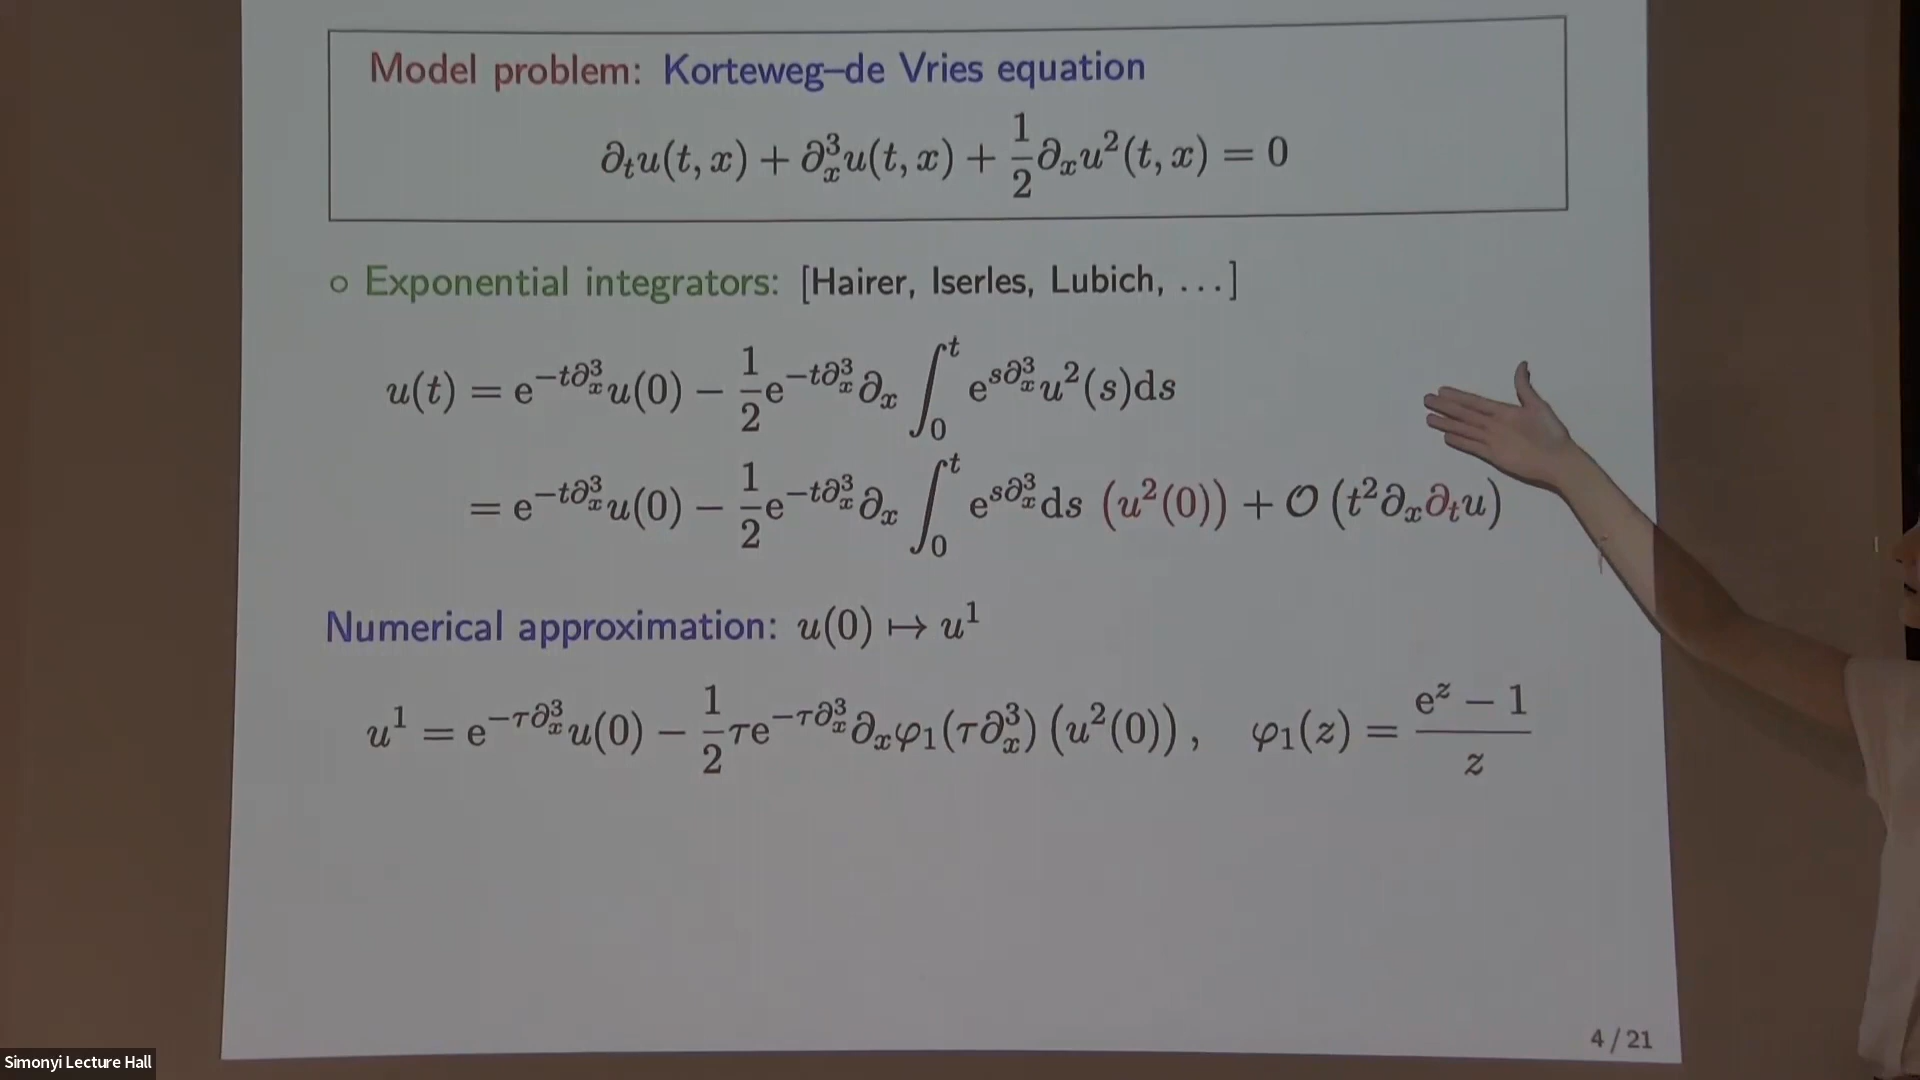 Model problem: Korteweg–de Vries equation
∂ₜu(t, x) + ∂ₓ³u(t, x) + 1/2 ∂ₓu²(t, x) = 0
○ Exponential integrators: [Hairer, Iserles, Lubich, ...]
u(t) = e^{−t∂ₓ³}u(0) − 1/2 e^{−t∂ₓ³}∂ₓ ∫₀ᵗ e^{s∂ₓ³}u²(s)ds
= e^{−t∂ₓ³}u(0) − 1/2 e^{−t∂ₓ³}∂ₓ ∫₀ᵗ e^{s∂ₓ³}ds (u²(0)) + O(t²∂ₓ∂ₜu)
Numerical approximation: u(0) ↦ u¹
u¹ = e^{−τ∂ₓ³}u(0) − 1/2 τe^{−τ∂ₓ³}∂ₓφ₁(τ∂ₓ³)(u²(0)), φ₁(z) = (e^z − 1)/z
4 / 21
Simonyi Lecture Hall